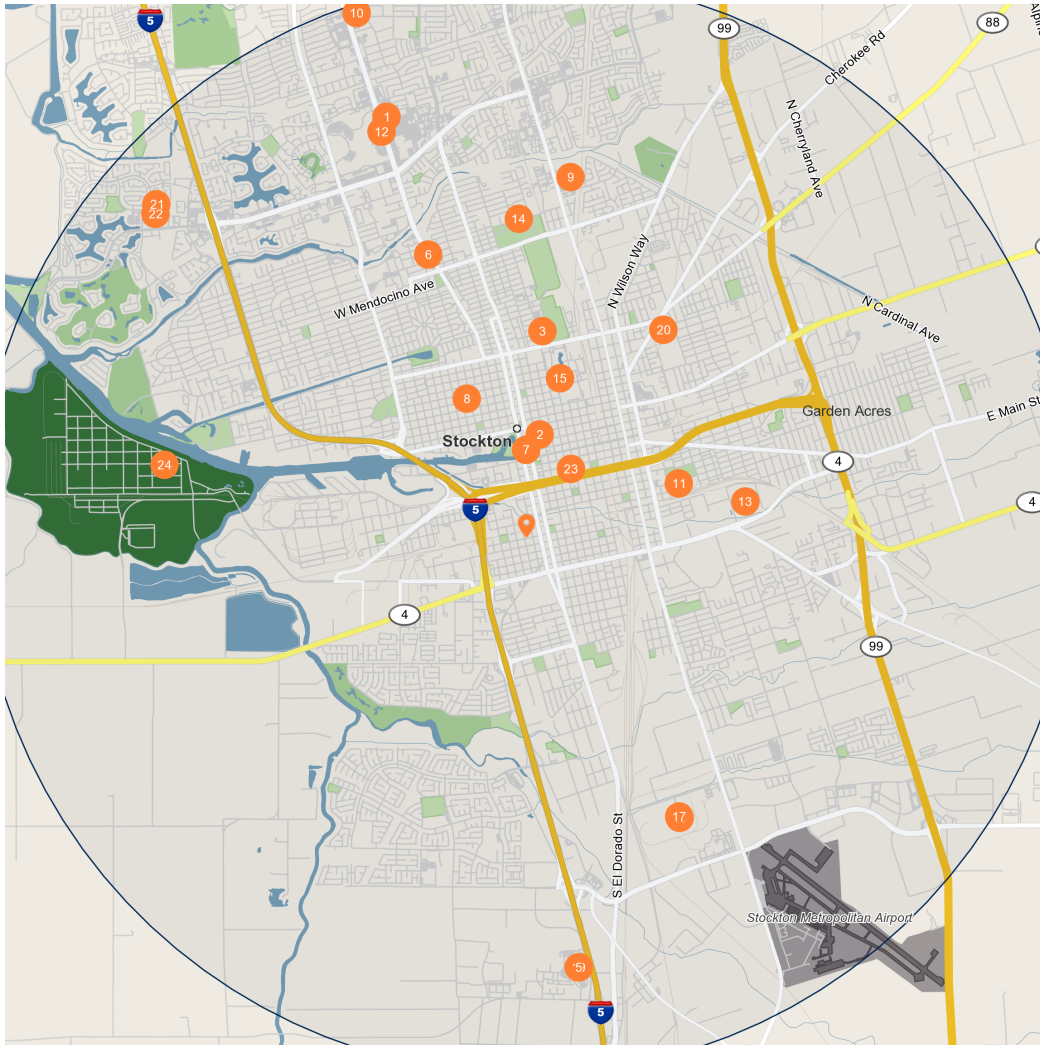 10
5
99
88
Cherokee Rd
1
12
N Cherryland Ave
9
21
22
14
6
N Wilson Way
W Mendocino Ave
N Cardinal Ave
3
20
15
8
Garden Acres
E Main St
2
Stockton
7
24
23
4
11
13
4
5
4
99
17
S El Dorado St
Stockton Metropolitan Airport
5